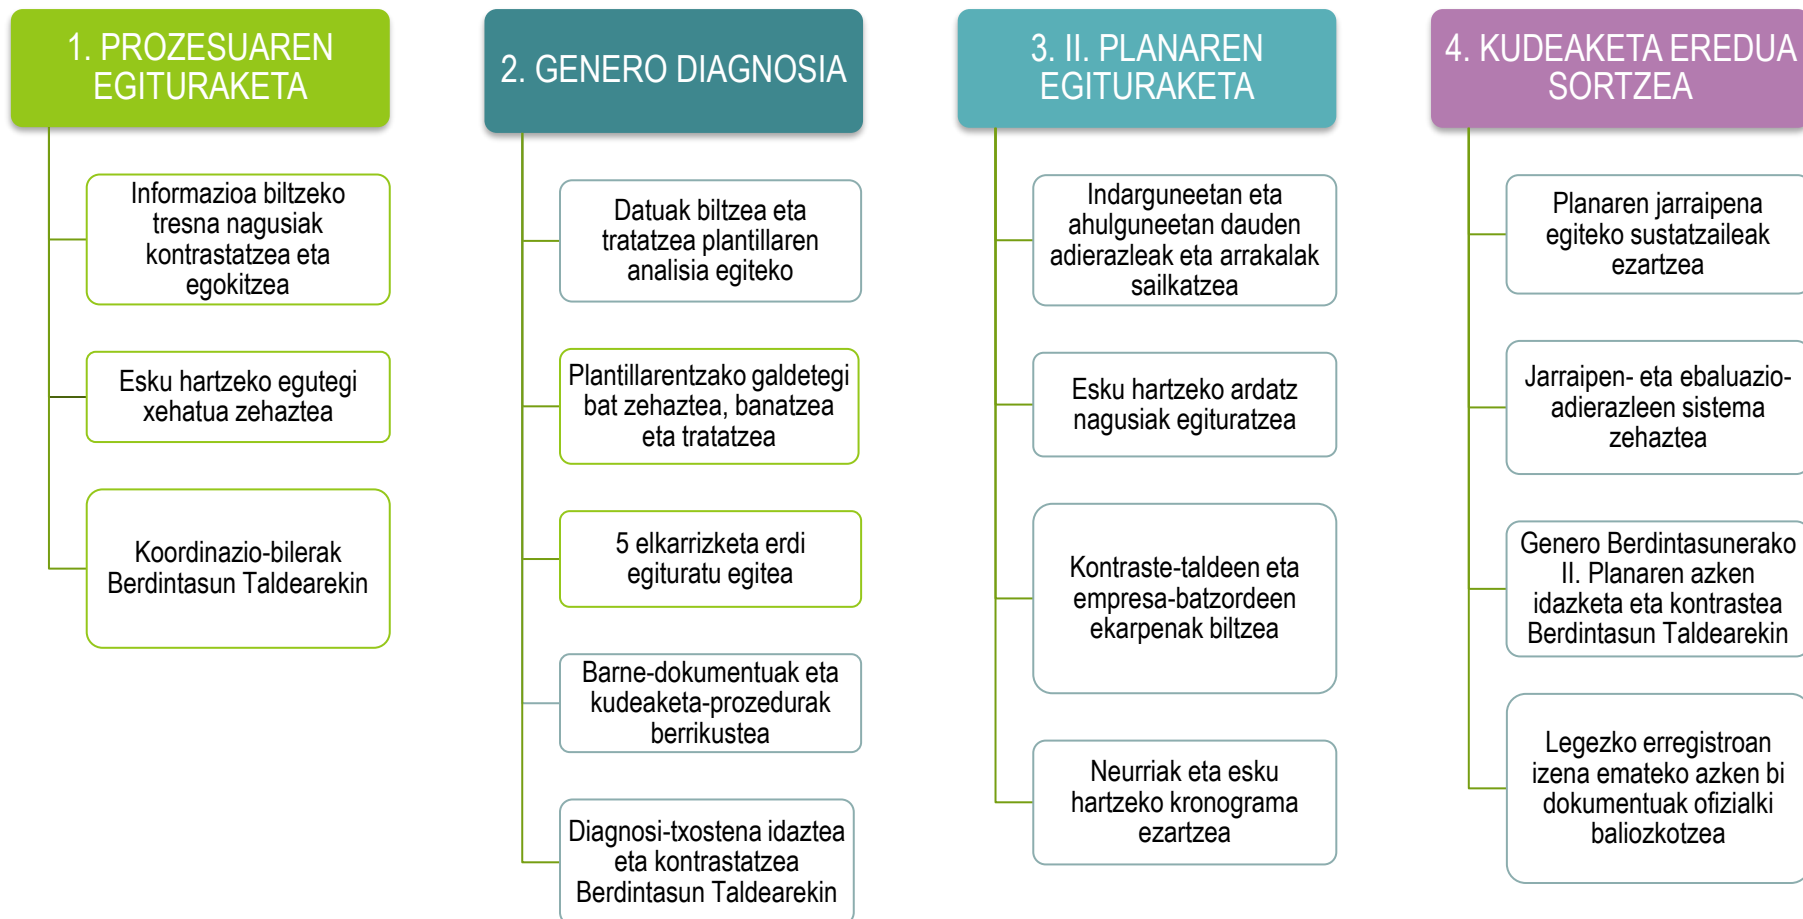 1. PROZESUAREN
EGITURAKETA
Informazioa biltzeko
tresna nagusiak
kontrastatzea eta
egokitzea
Esku hartzeko egutegi
xehatua zehaztea
Koordinazio-bilerak
Berdintasun Taldearekin
2. GENERO DIAGNOSIA
Datuak biltzea eta
tratatzea plantillaren
analisia egiteko
Plantillarentzako galdetegi
bat zehaztea, banatzea
eta tratatzea
5 elkarrizketa erdi
egituratu egitea
Barne-dokumentuak eta
kudeaketa-prozedurak
berrikustea
Diagnosi-txostena idaztea
eta kontrastatzea
Berdintasun Taldearekin
3. II. PLANAREN
EGITURAKETA
Indarguneetan eta
ahulguneetan dauden
adierazleak eta arrakalak
sailkatzea
Esku hartzeko ardatz
nagusiak egituratzea
Kontraste-taldeen eta
empresa-batzordeen
ekarpenak biltzea
Neurriak eta esku
hartzeko kronograma
ezartzea
4. KUDEAKETA EREDUA
SORTZEA
Planaren jarraipena
egiteko sustatzaileak
ezartzea
Jarraipen- eta ebaluazio-
adierazleen sistema
zehaztea
Genero Berdintasunerako
II. Planaren azken
idazketa eta kontrastea
Berdintasun Taldearekin
Legezko erregistroan
izena emateko azken bi
dokumentuak ofizialki
baliozkotzea